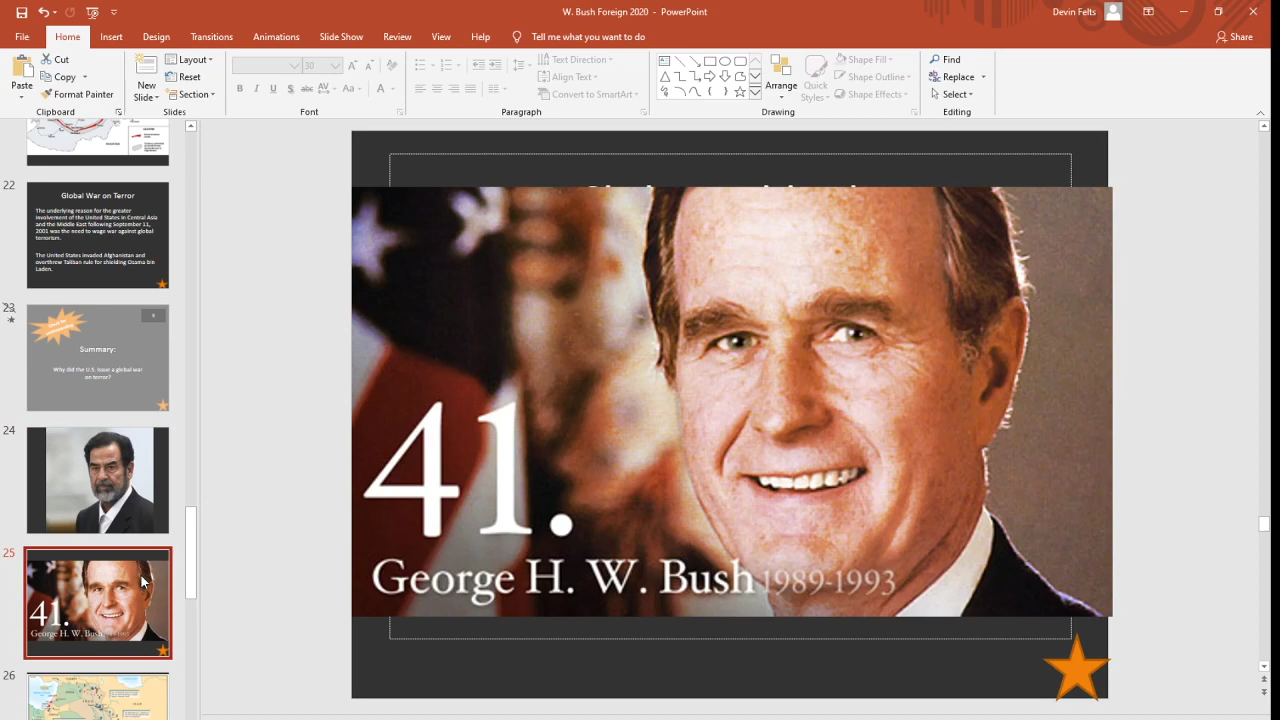 W. Bush Foreign 2020 - PowerPoint
Devin Felts
File Home Insert Design Transitions Animations Slide Show Review View Help Tell me what you want to do
Share
Paste
Cut
Copy
Format Painter
Clipboard
New
Slide
Layout
Reset
Section
Slides
30
B I U S abc AV Aa A
Font
Text Direction
Align Text
Convert to SmartArt
Paragraph
Arrange
Quick
Styles
Shape Fill
Shape Outline
Shape Effects
Drawing
Find
Replace
Select
Editing
22
Global War on Terror
The underlying reason for the greater
involvement of the United States in Central Asia
and the Middle East following September 11,
2001 was the need to wage war against global
terrorism.
The United States invaded Afghanistan and
overthrew Taliban rule for shielding Osama bin
Laden.
23
Summary:
Why did the U.S. issue a global war
on terror?
24
25
41.
George H. W. Bush
26
41.
George H. W. Bush 1989-1993